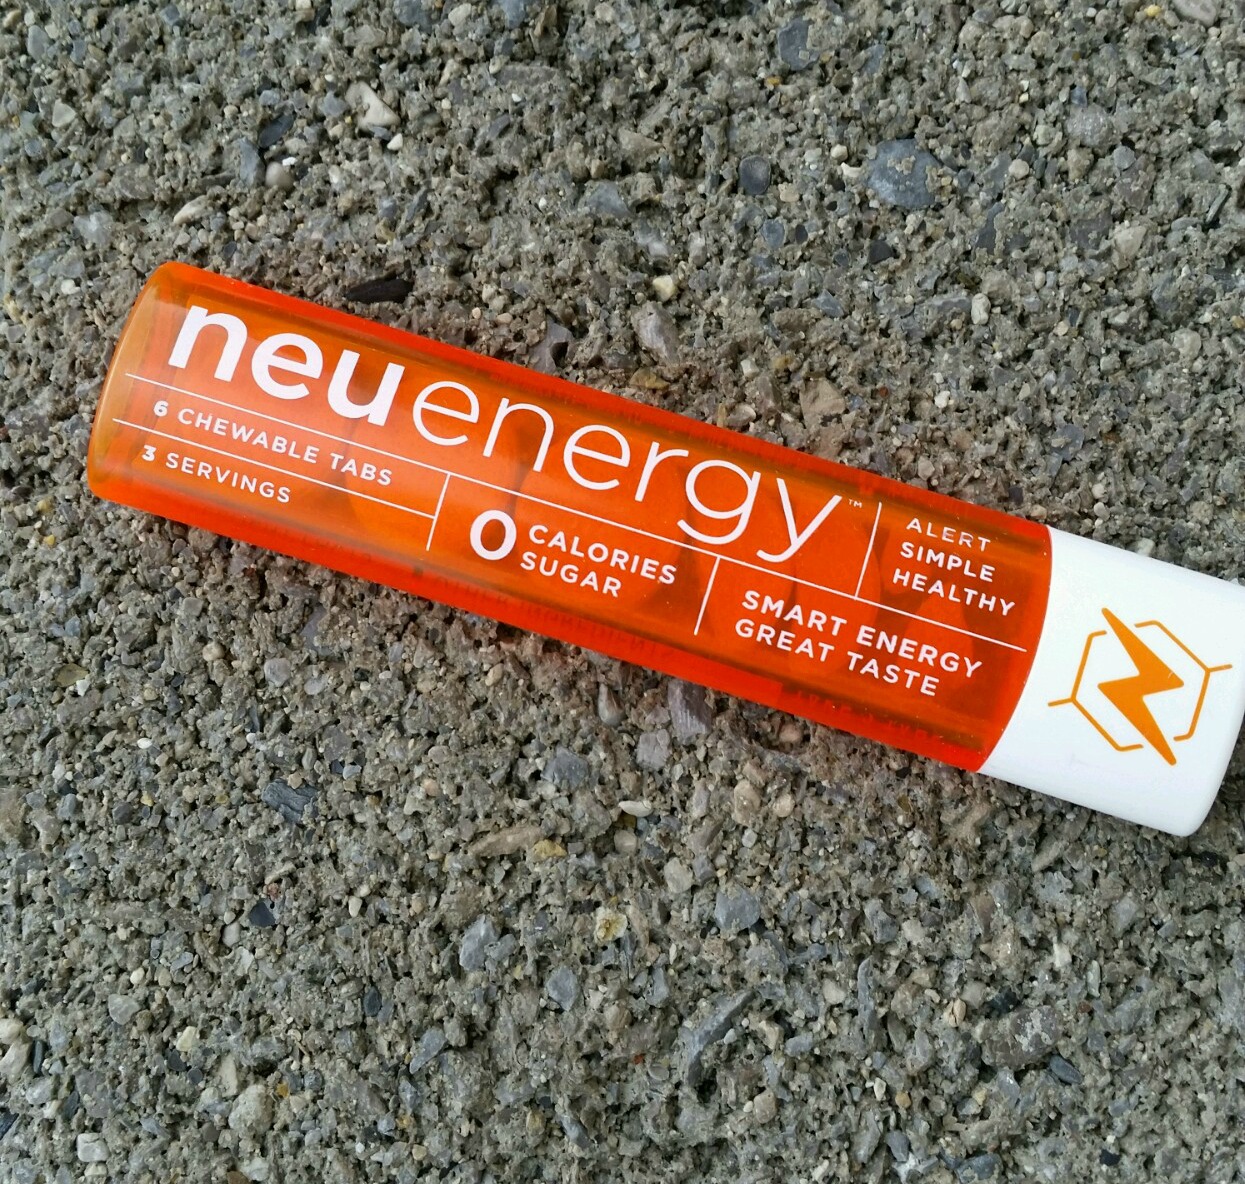 neuenergy™
6 CHEWABLE TABS
3 SERVINGS
0 CALORIES
SUGAR
ALERT
SIMPLE
HEALTHY
SMART ENERGY
GREAT TASTE